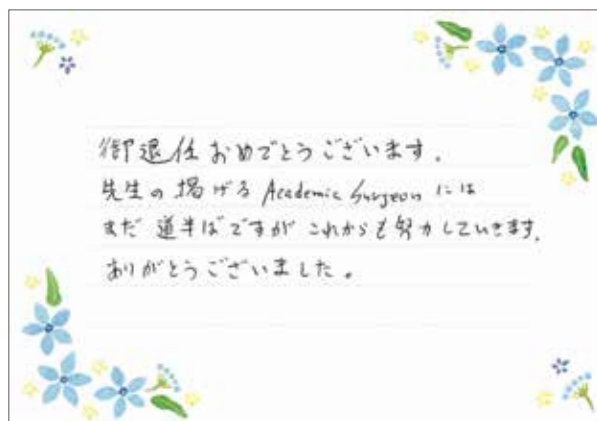 御退任おめでとうございます。
先生の掲げる Academic Surgeon には
まだ道半ばですがこれからも努力していきます。
ありがとうございました。